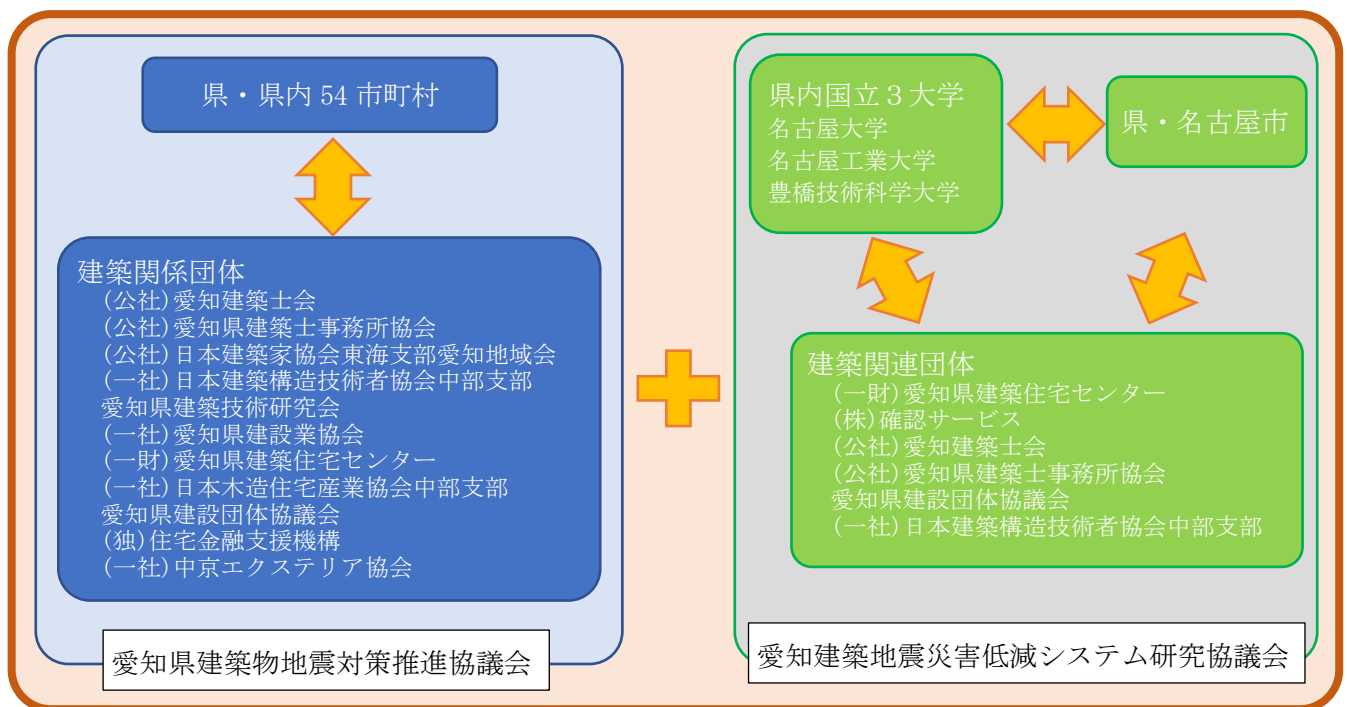 県・県内 54 市町村
建築関係団体
(公社)愛知建築士会
(公社)愛知県建築士事務所協会
(公社)日本建築家協会東海支部愛知地域会
(一社)日本建築構造技術者協会中部支部
愛知県建築技術研究会
(一社)愛知県建設業協会
(一財)愛知県建築住宅センター
(一社)日本木造住宅産業協会中部支部
愛知県建設団体協議会
(独)住宅金融支援機構
(一社)中京エクステリア協会
愛知県建築物地震対策推進協議会
県内国立３大学
名古屋大学
名古屋工業大学
豊橋技術科学大学
県・名古屋市
建築関連団体
(一財)愛知県建築住宅センター
(株)確認サービス
(公社)愛知建築士会
(公社)愛知県建築士事務所協会
愛知県建設団体協議会
(一社)日本建築構造技術者協会中部支部
愛知建築地震災害低減システム研究協議会